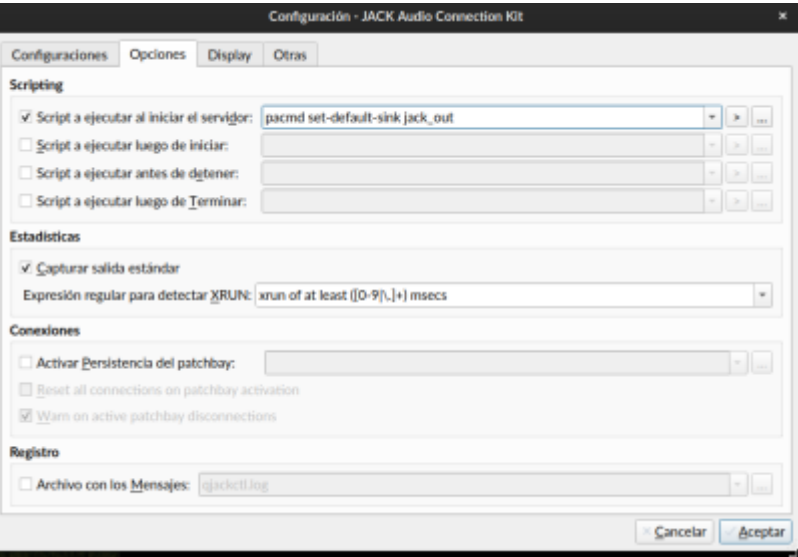 Configuración - JACK Audio Connection Kit
Configuraciones Opciones Display Otras
Scripting
Script a ejecutar al iniciar el servidor: pacmd set-default-sink jack_out > ...
Script a ejecutar luego de iniciar: > ...
Script a ejecutar antes de detener: > ...
Script a ejecutar luego de Terminar: > ...
Estadísticas
Capturar salida estándar
Expresión regular para detectar XRUN: xrun of at least ([0-9|\.]+) msecs
Conexiones
Activar Persistencia del patchbay: ...
Reset all connections on patchbay activation
Warn on active patchbay disconnections
Registro
Archivo con los Mensajes: qjackctl.log ...
Cancelar Aceptar